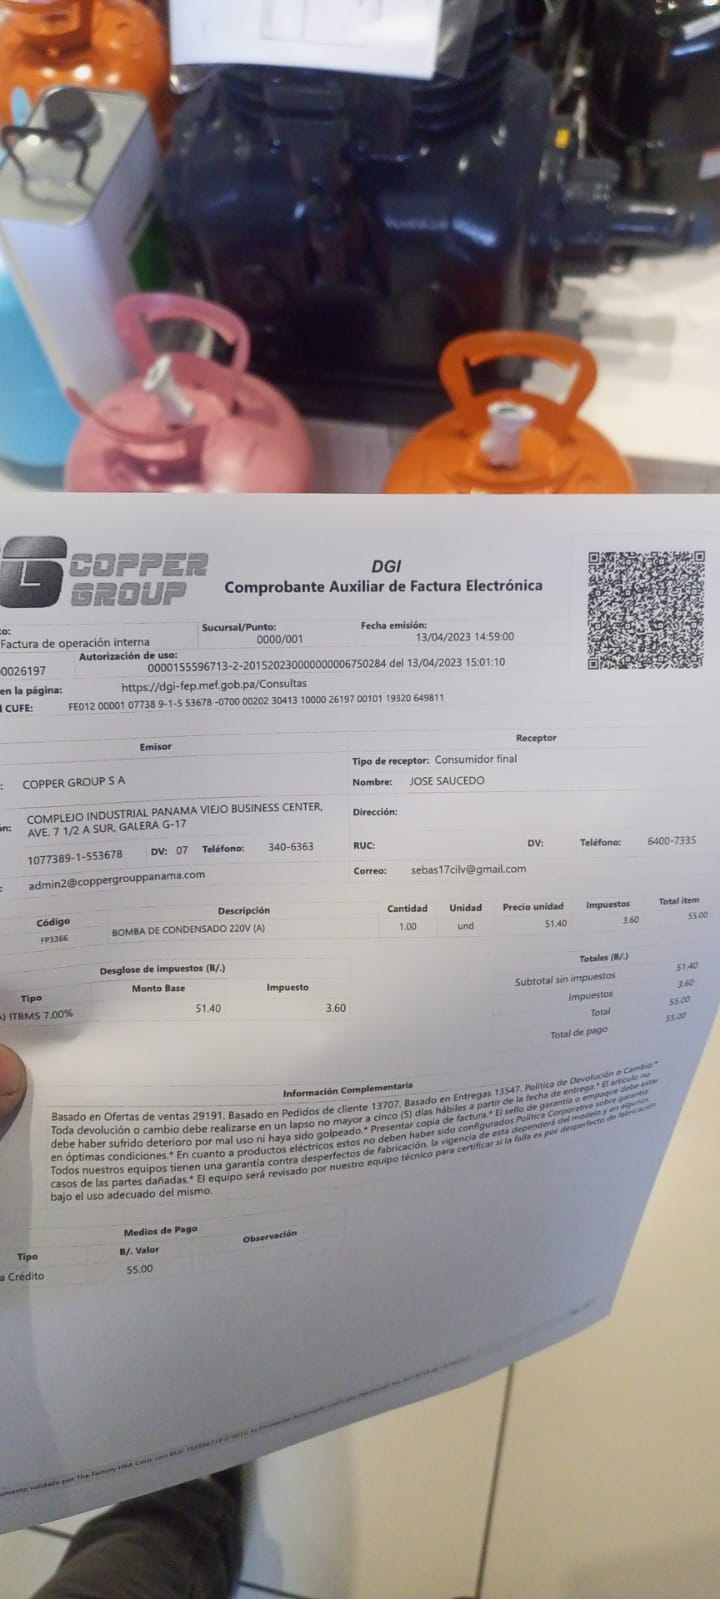 COPPER
GROUP
DGI
Comprobante Auxiliar de Factura Electrónica
to:
Factura de operación interna
Sucursal/Punto:
0000/001
Fecha emisión:
13/04/2023 14:59:00
0026197
Autorización de uso:
0000155596713-2-2015202300000000006750284 del 13/04/2023 15:01:10
en la página:
https://dgi-fep.mef.gob.pa/Consultas
l CUFE:
FE012 00001 07738 9-1-5 53678 -0700 00202 30413 10000 26197 00101 19320 649811
Emisor
: COPPER GROUP S A
ón: COMPLEJO INDUSTRIAL PANAMA VIEJO BUSINESS CENTER,
AVE. 7 1/2 A SUR, GALERA G-17
1077389-1-553678 DV: 07 Teléfono: 340-6363
: admin2@coppergrouppanama.com
Receptor
Tipo de receptor: Consumidor final
Nombre: JOSE SAUCEDO
Dirección:
RUC: DV: Teléfono: 6400-7335
Correo: sebas17cilv@gmail.com
Código Descripción Cantidad Unidad Precio unidad Impuestos Total ítem
FP3366 BOMBA DE CONDENSADO 220V (A) 1.00 und 51.40 3.60 55.00
Desglose de impuestos (B/.)
Tipo Monto Base Impuesto
) ITBMS 7.00% 51.40 3.60
Totales (B/.)
Subtotal sin impuestos 51.40
Impuestos 3.60
Total 55.00
Total de pago 55.00
Información Complementaria
Basado en Ofertas de ventas 29191. Basado en Pedidos de cliente 13707. Basado en Entregas 13547. Política de Devolución o Cambio:*
Toda devolución o cambio debe realizarse en un lapso no mayor a cinco (5) días hábiles a partir de la fecha de entrega.* El artículo no
debe haber sufrido deterioro por mal uso ni haya sido golpeado.* Presentar copia de factura.* El sello de garantía o empaque debe estar
en óptimas condiciones.* En cuanto a productos eléctricos estos no deben haber sido configurados. Política Corporativa sobre garantía:
Todos nuestros equipos tienen una garantía contra desperfectos de fabricación, la vigencia de esta dependerá del modelo y en algunos
casos de las partes dañadas.* El equipo será revisado por nuestro equipo técnico para certificar si la falla es por desperfecto de fabricación
bajo el uso adecuado del mismo.
Medios de Pago
Tipo B/. Valor Observación
a Crédito 55.00
umento validado por The Factory HKA Corp. con RUC